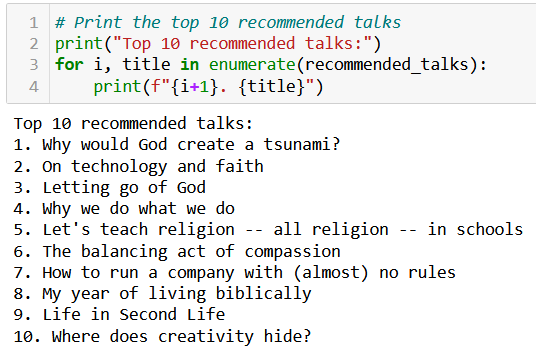 1 # Print the top 10 recommended talks
2 print("Top 10 recommended talks:")
3 for i, title in enumerate(recommended_talks):
4     print(f"{i+1}. {title}")
Top 10 recommended talks:
1. Why would God create a tsunami?
2. On technology and faith
3. Letting go of God
4. Why we do what we do
5. Let's teach religion -- all religion -- in schools
6. The balancing act of compassion
7. How to run a company with (almost) no rules
8. My year of living biblically
9. Life in Second Life
10. Where does creativity hide?